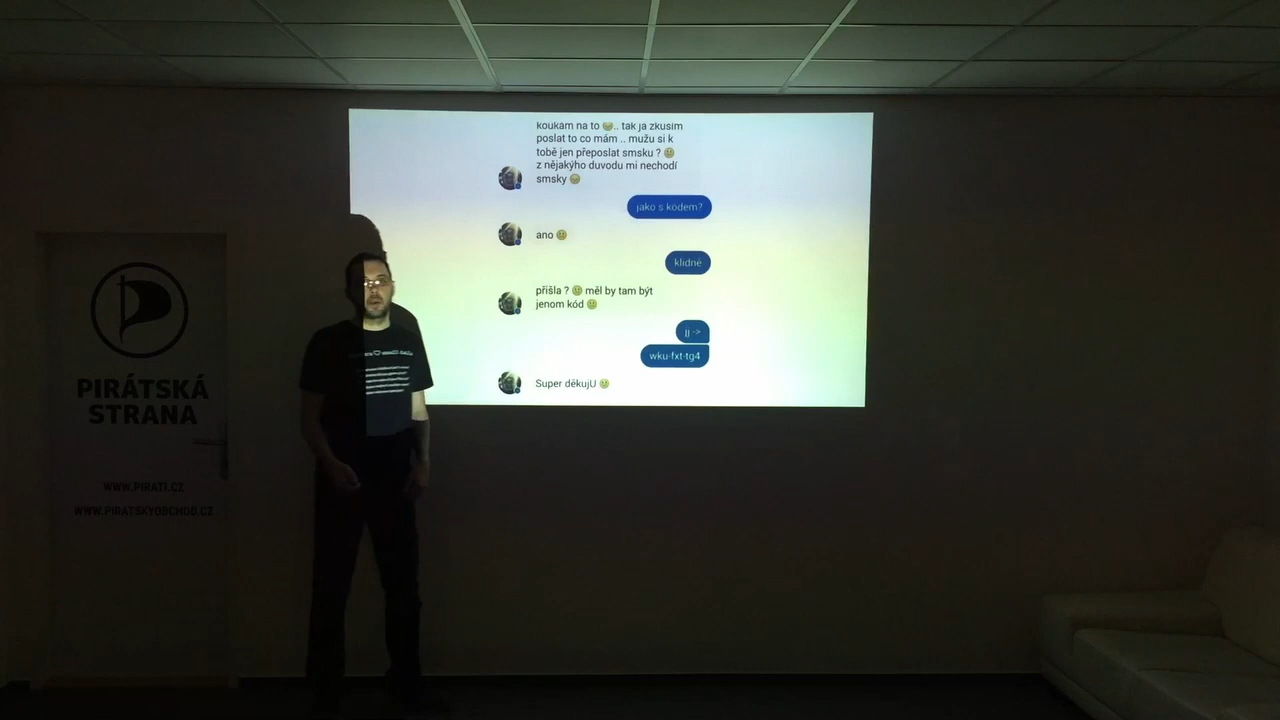 koukám na to 😅.. tak ja zkusím
poslat to co mám .. mužu si k
tobě jen přeposlat smsku ? 🙂
z nějakýho duvodu mi nechodí
smsky 😞
jako s kodem?
ano 🙂
klidně
přišla ? 🙂 měl by tam být
jenom kód 🙂
jj ->
wku-fxt-tg4
Super děkujU 🙂
PIRÁTSKÁ
STRANA
WWW.PIRATI.CZ
WWW.PIRATSKYOBCHOD.CZ